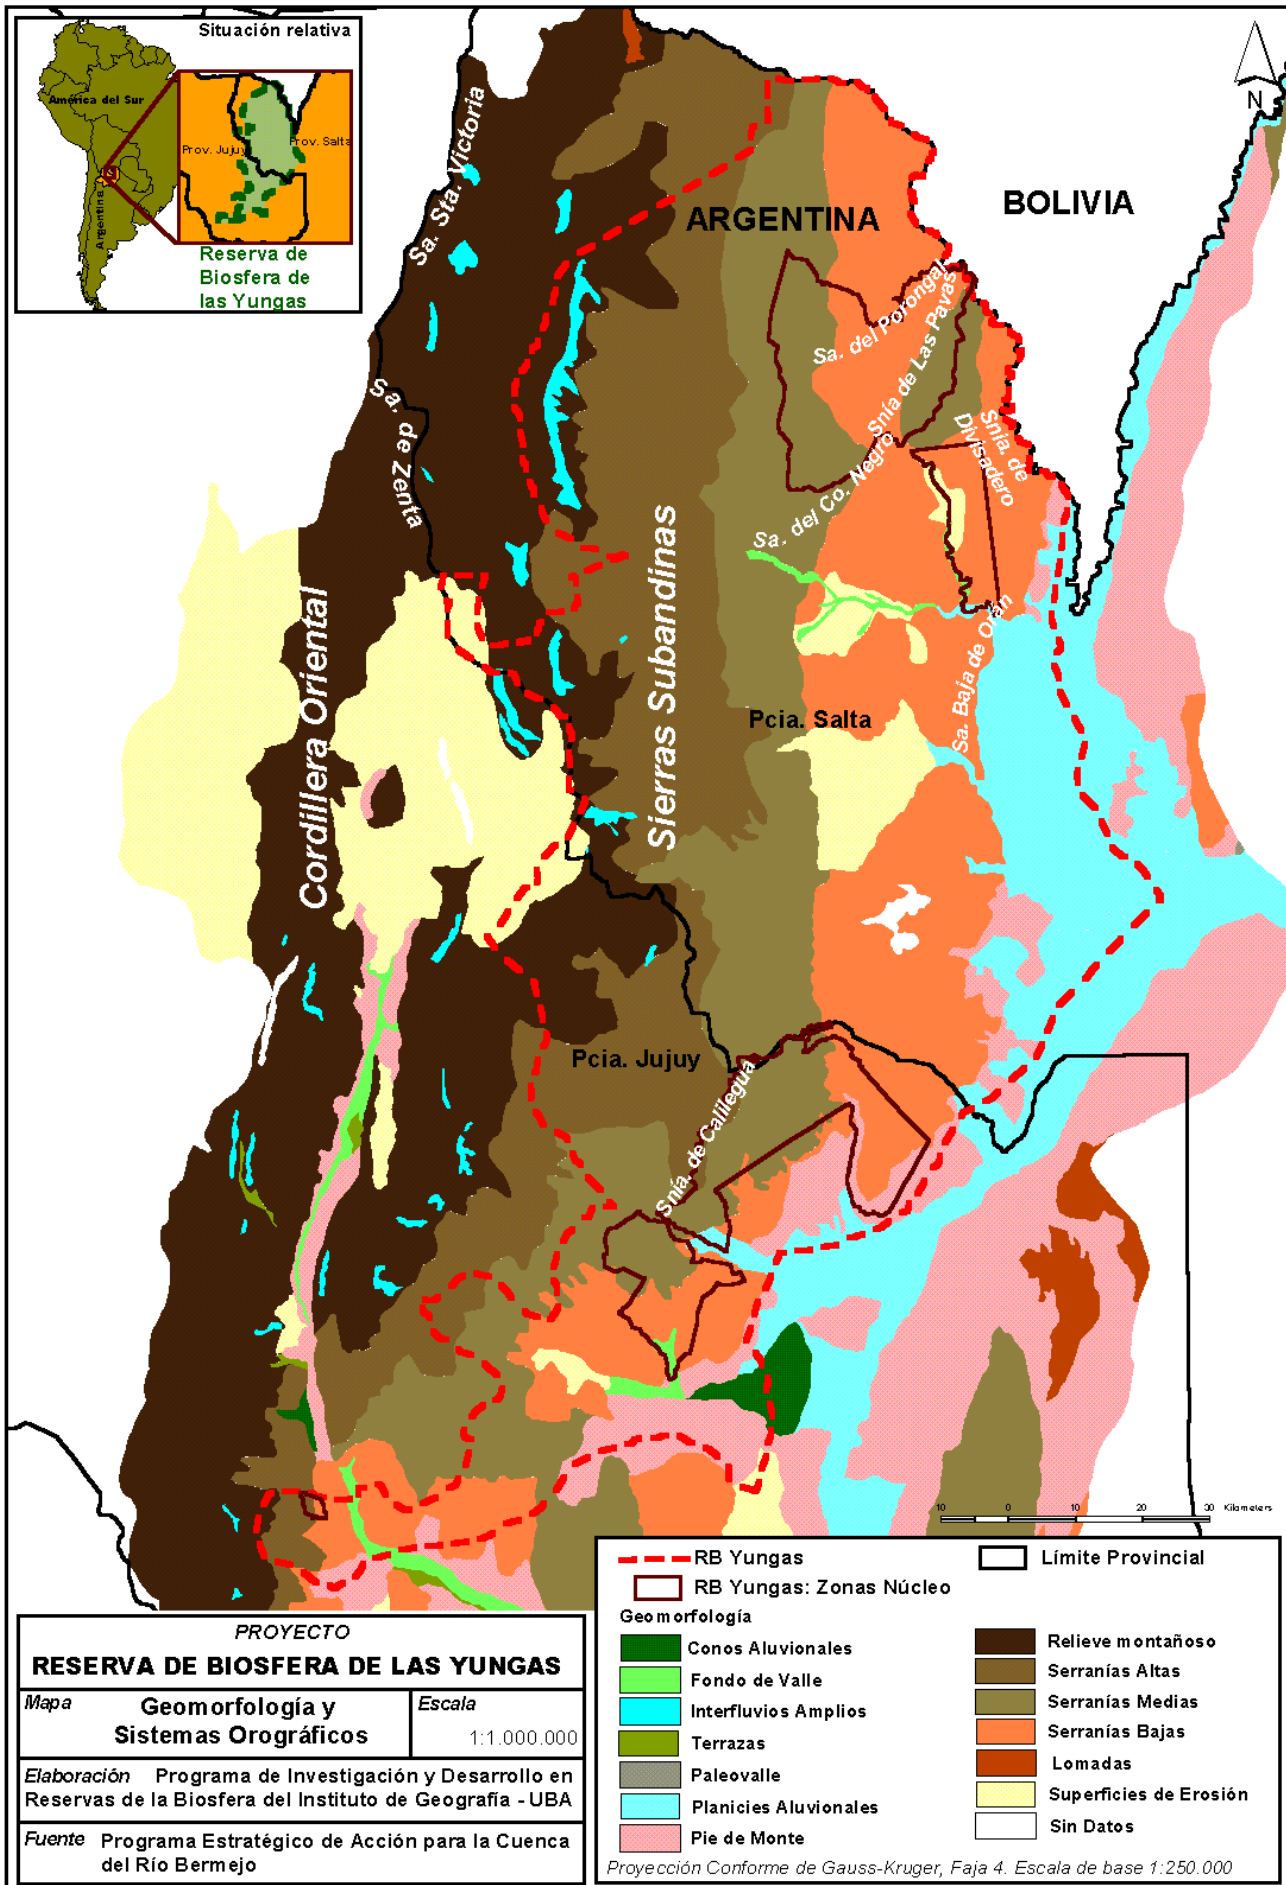 Situación relativa
América del Sur
Argentina
Prov. Jujuy
Prov. Salta
Reserva de
Biosfera de
las Yungas
N
BOLIVIA
ARGENTINA
Sa. Sta. Victoria
Sa. de Zenta
Sa. del Porongal
Snía de Las Pavas
Snía. de
Divisadero
Sa. del Co. Negro
Sa. Baja de Orán
Cordillera Oriental
Sierras Subandinas
Pcia. Salta
Pcia. Jujuy
Snía. de Calilegua
10 0 10 20 30 Kilometers
PROYECTO
RESERVA DE BIOSFERA DE LAS YUNGAS
Mapa Geomorfología y
Sistemas Orográficos
Escala
1:1.000.000
Elaboración Programa de Investigación y Desarrollo en
Reservas de la Biosfera del Instituto de Geografía - UBA
Fuente Programa Estratégico de Acción para la Cuenca
del Río Bermejo
RB Yungas
Límite Provincial
RB Yungas: Zonas Núcleo
Geomorfología
Conos Aluvionales
Fondo de Valle
Interfluvios Amplios
Terrazas
Paleovalle
Planicies Aluvionales
Pie de Monte
Relieve montañoso
Serranías Altas
Serranías Medias
Serranías Bajas
Lomadas
Superficies de Erosión
Sin Datos
Proyección Conforme de Gauss-Kruger, Faja 4. Escala de base 1:250.000